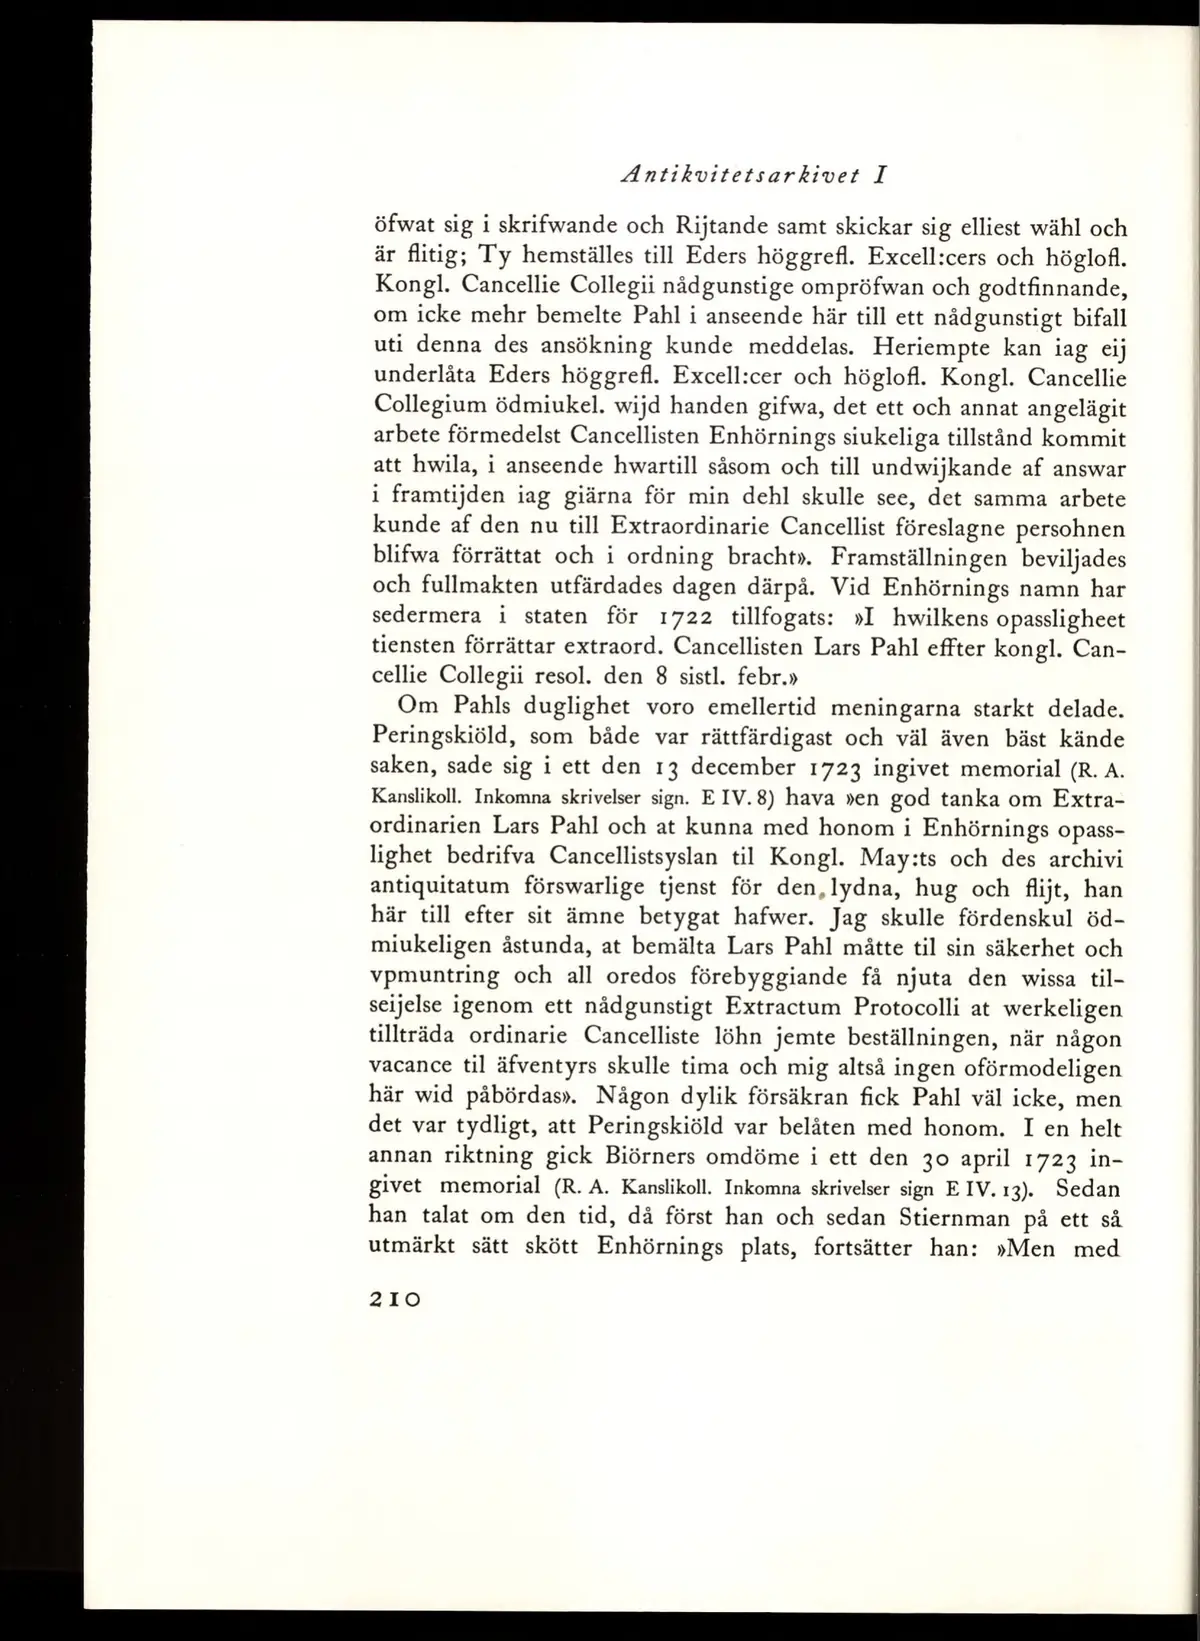 Antikvitetsarkivet I
öfwat sig i skrifwande och Rijtande samt skickar sig elliest wähl och
är flitig; Ty hemställes till Eders höggrefl. Excell:cers och höglofl.
Kongl. Cancellie Collegii nådgunstige ompröfwan och godtfinnande,
om icke mehr bemelte Pahl i anseende här till ett nådgunstigt bifall
uti denna des ansökning kunde meddelas. Heriempte kan iag eij
underlåta Eders höggrefl. Excell:cer och höglofl. Kongl. Cancellie
Collegium ödmiukel. wijd handen gifwa, det ett och annat angelägit
arbete förmedelst Cancellisten Enhörnings siukeliga tillstånd kommit
att hwila, i anseende hwartill såsom och till undwijkande af answar
i framtijden iag giärna för min dehl skulle see, det samma arbete
kunde af den nu till Extraordinarie Cancellist föreslagne persohnen
blifwa förrättat och i ordning bracht». Framställningen beviljades
och fullmakten utfärdades dagen därpå. Vid Enhörnings namn har
sedermera i staten för 1722 tillfogats: »I hwilkens opassligheet
tiensten förrättar extraord. Cancellisten Lars Pahl effter kongl. Can-
cellie Collegii resol. den 8 sistl. febr.»
Om Pahls duglighet voro emellertid meningarna starkt delade.
Peringskiöld, som både var rättfärdigast och väl även bäst kände
saken, sade sig i ett den 13 december 1723 ingivet memorial (R. A.
Kanslikoll. Inkomna skrivelser sign. E IV. 8) hava »en god tanka om Extra-
ordinarien Lars Pahl och at kunna med honom i Enhörnings opass-
lighet bedrifva Cancellistsyslan til Kongl. May:ts och des archivi
antiquitatum förswarlige tjenst för den, lydna, hug och flijt, han
här till efter sit ämne betygat hafwer. Jag skulle fördenskul öd-
miukeligen åstunda, at bemälta Lars Pahl måtte til sin säkerhet och
vpmuntring och all oredos förebyggiande få njuta den wissa til-
seijelse igenom ett nådgunstigt Extractum Protocolli at werkeligen
tillträda ordinarie Cancelliste löhn jemte beställningen, när någon
vacance til äfventyrs skulle tima och mig altså ingen oförmodeligen
här wid påbördas». Någon dylik försäkran fick Pahl väl icke, men
det var tydligt, att Peringskiöld var belåten med honom. I en helt
annan riktning gick Biörners omdöme i ett den 30 april 1723 in-
givet memorial (R. A. Kanslikoll. Inkomna skrivelser sign E IV. 13). Sedan
han talat om den tid, då först han och sedan Stiernman på ett så
utmärkt sätt skött Enhörnings plats, fortsätter han: »Men med
210